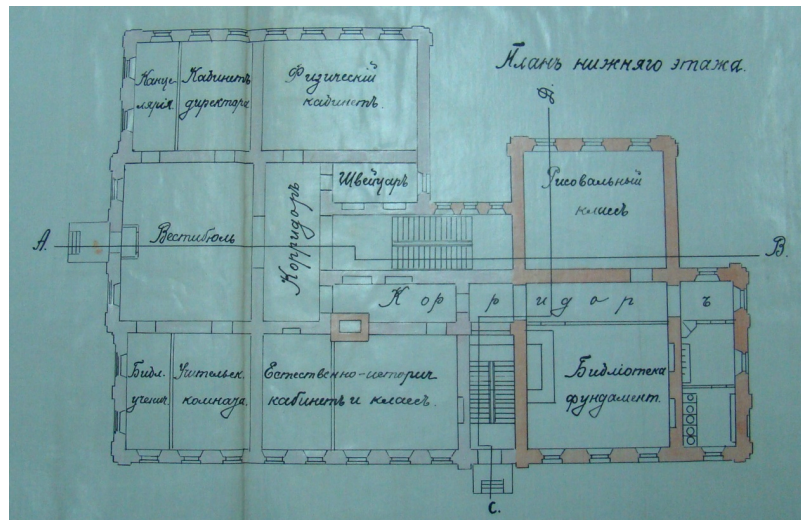 Планъ нижняго этажа.
Канце-
лярія.
Кабинетъ
директора
Физическій
кабинетъ.
Швейцаръ
Рисовальный
классъ
А.
Вестибюль
Корридоръ
В.
Корридоръ
Библ.
ученич.
Учительск.
комната.
Естественно-историч.
кабинетъ и классъ.
Библіотека
фундамент.
С.